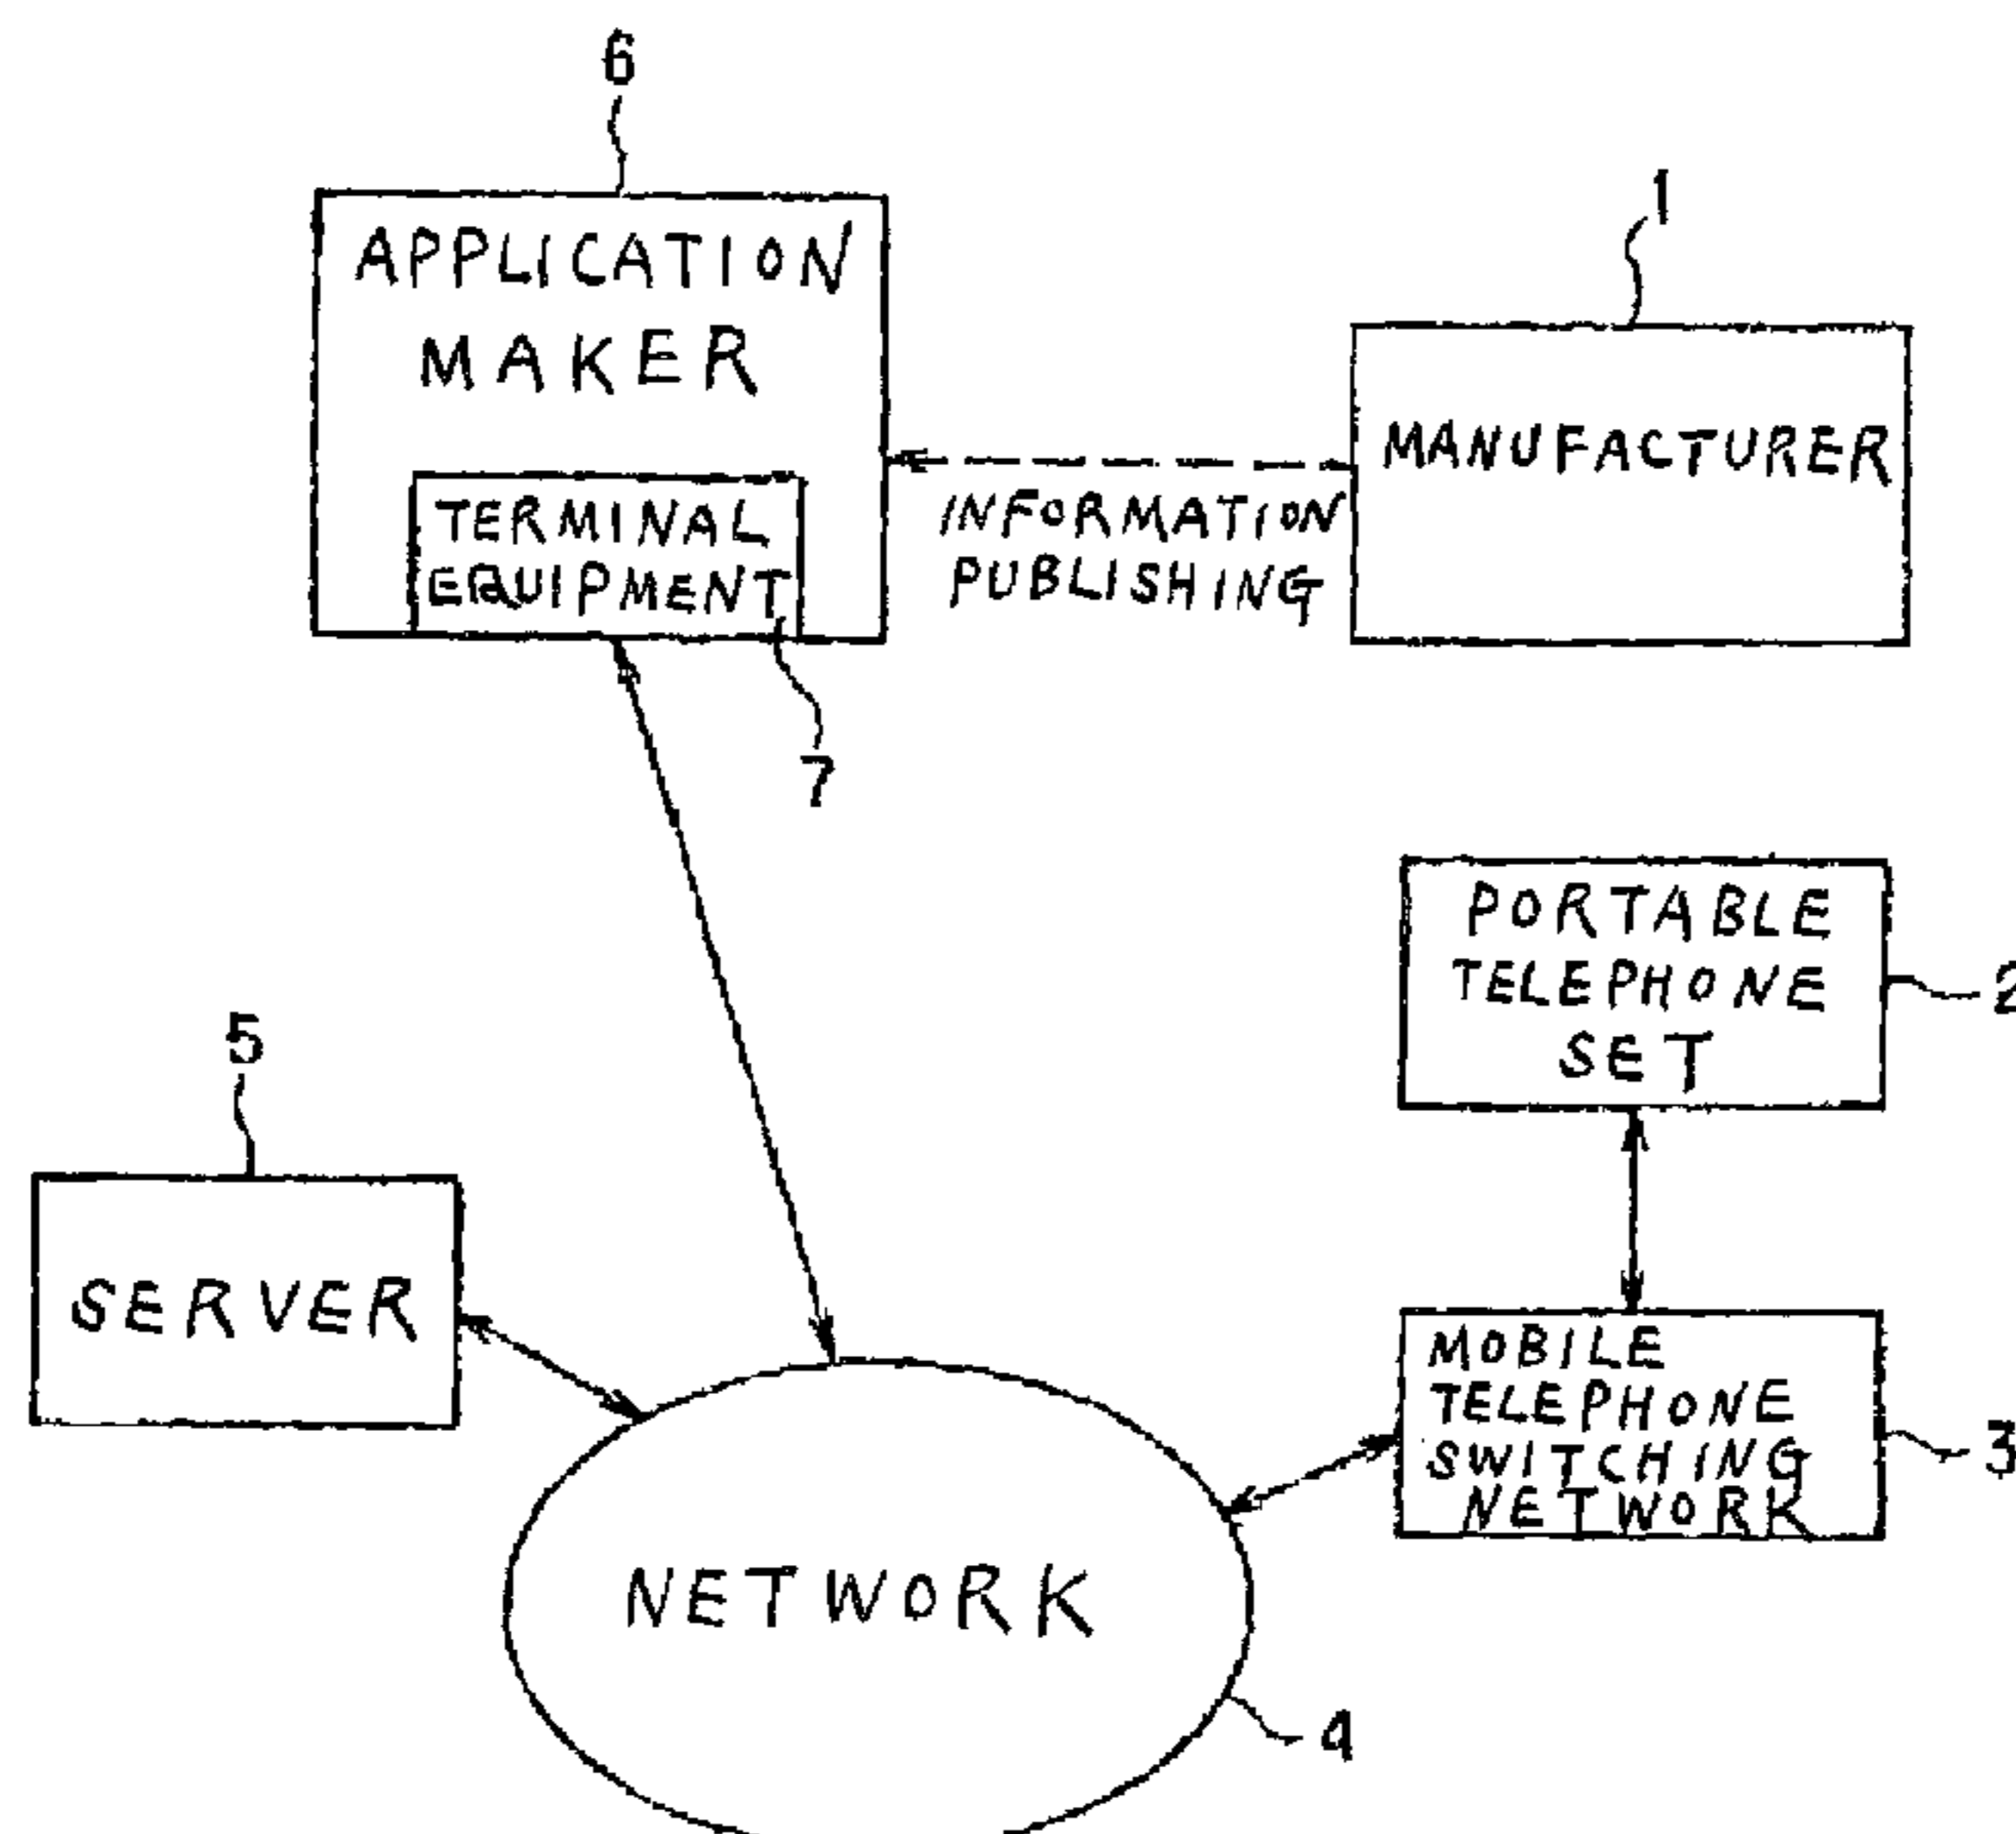 6
APPLICATION
MAKER
TERMINAL
EQUIPMENT
7
1
MANUFACTURER
INFORMATION
PUBLISHING
PORTABLE
TELEPHONE
SET
2
5
SERVER
MOBILE
TELEPHONE
SWITCHING
NETWORK
3
NETWORK
4